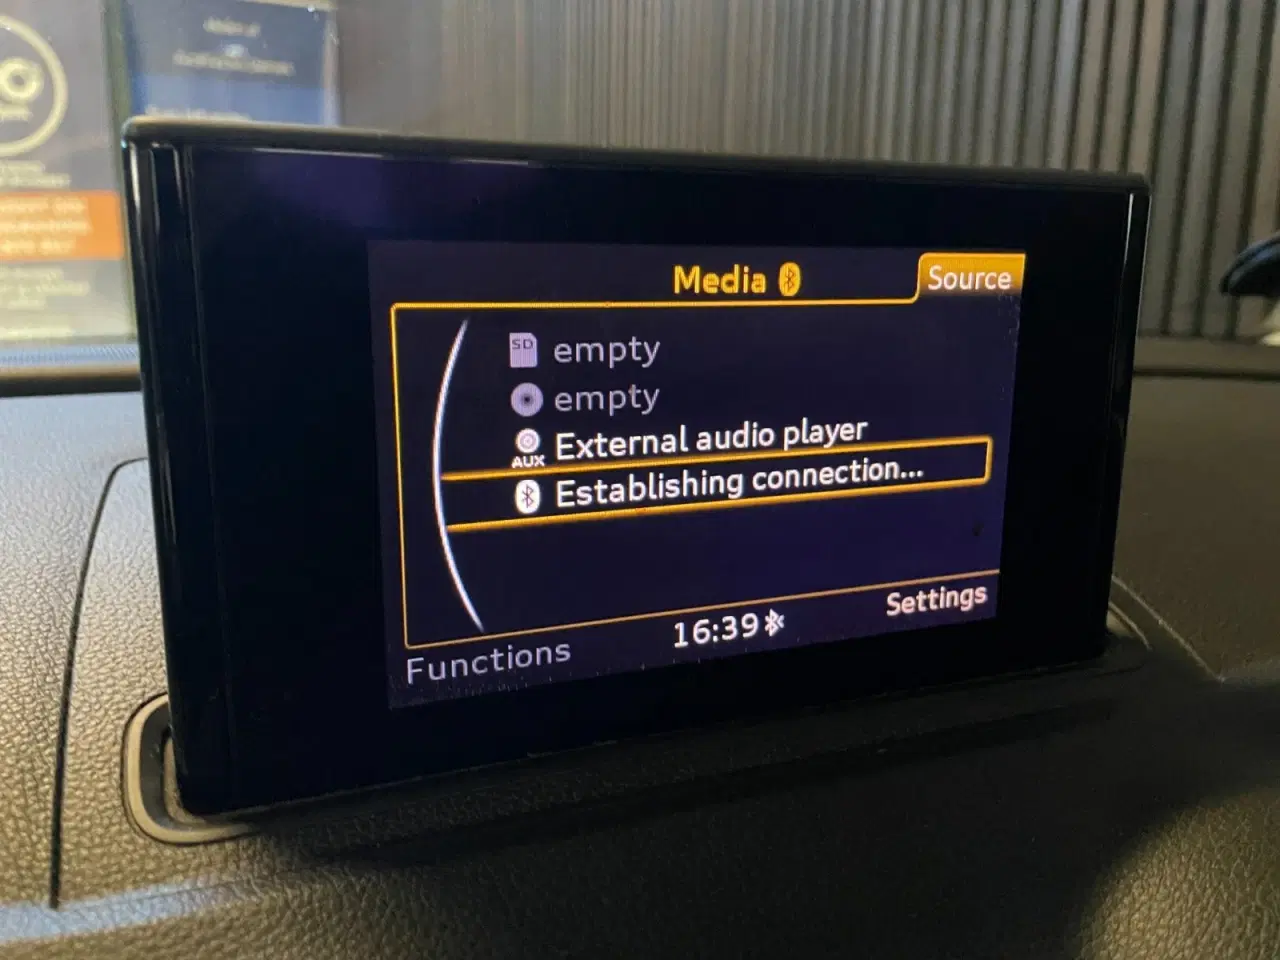 Media
Source
SD empty
empty
AUX External audio player
Establishing connection...
Functions
16:39
Settings